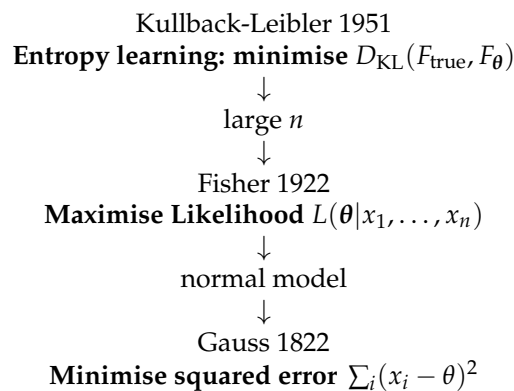 Kullback-Leibler 1951
Entropy learning: minimise D_KL(F_true, F_θ)
↓
large n
↓
Fisher 1922
Maximise Likelihood L(θ|x_1, . . . , x_n)
↓
normal model
↓
Gauss 1822
Minimise squared error ∑_i(x_i − θ)^2